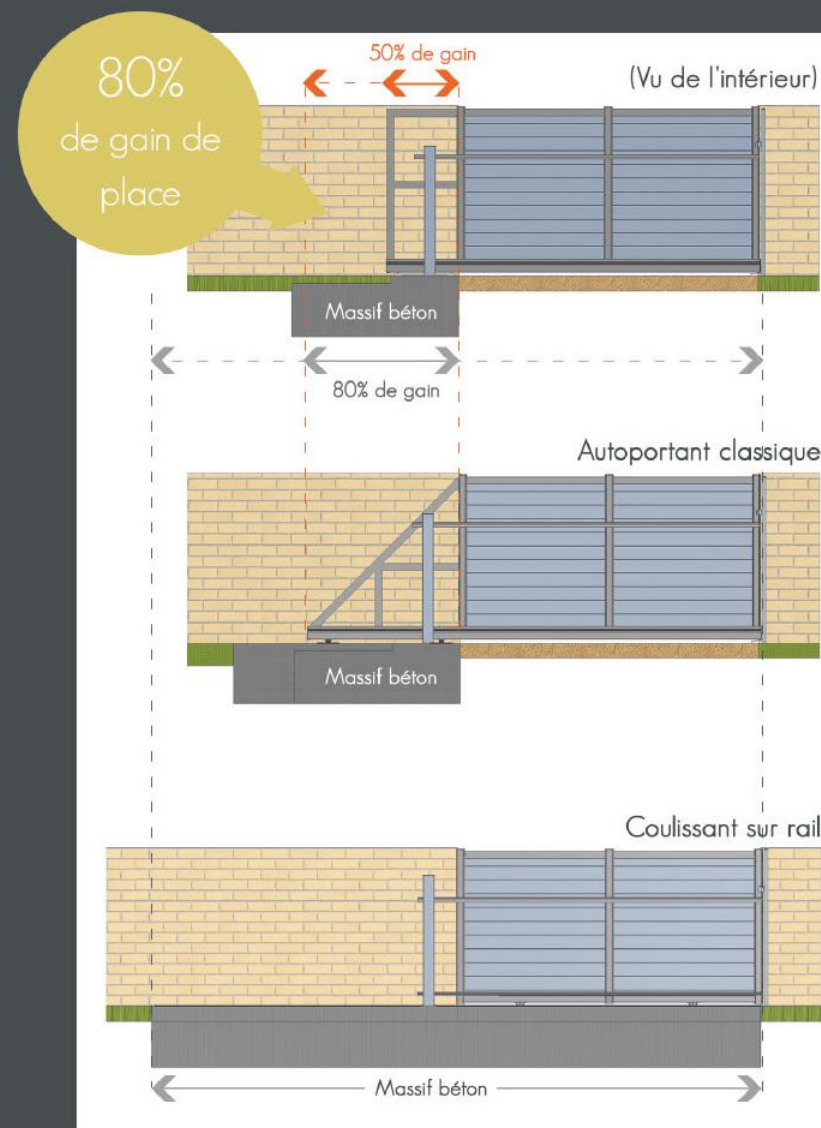 80%
de gain de
place
50% de gain
(Vu de l'intérieur)
Massif béton
80% de gain
Autoportant classique
Massif béton
Coulissant sur rail
Massif béton